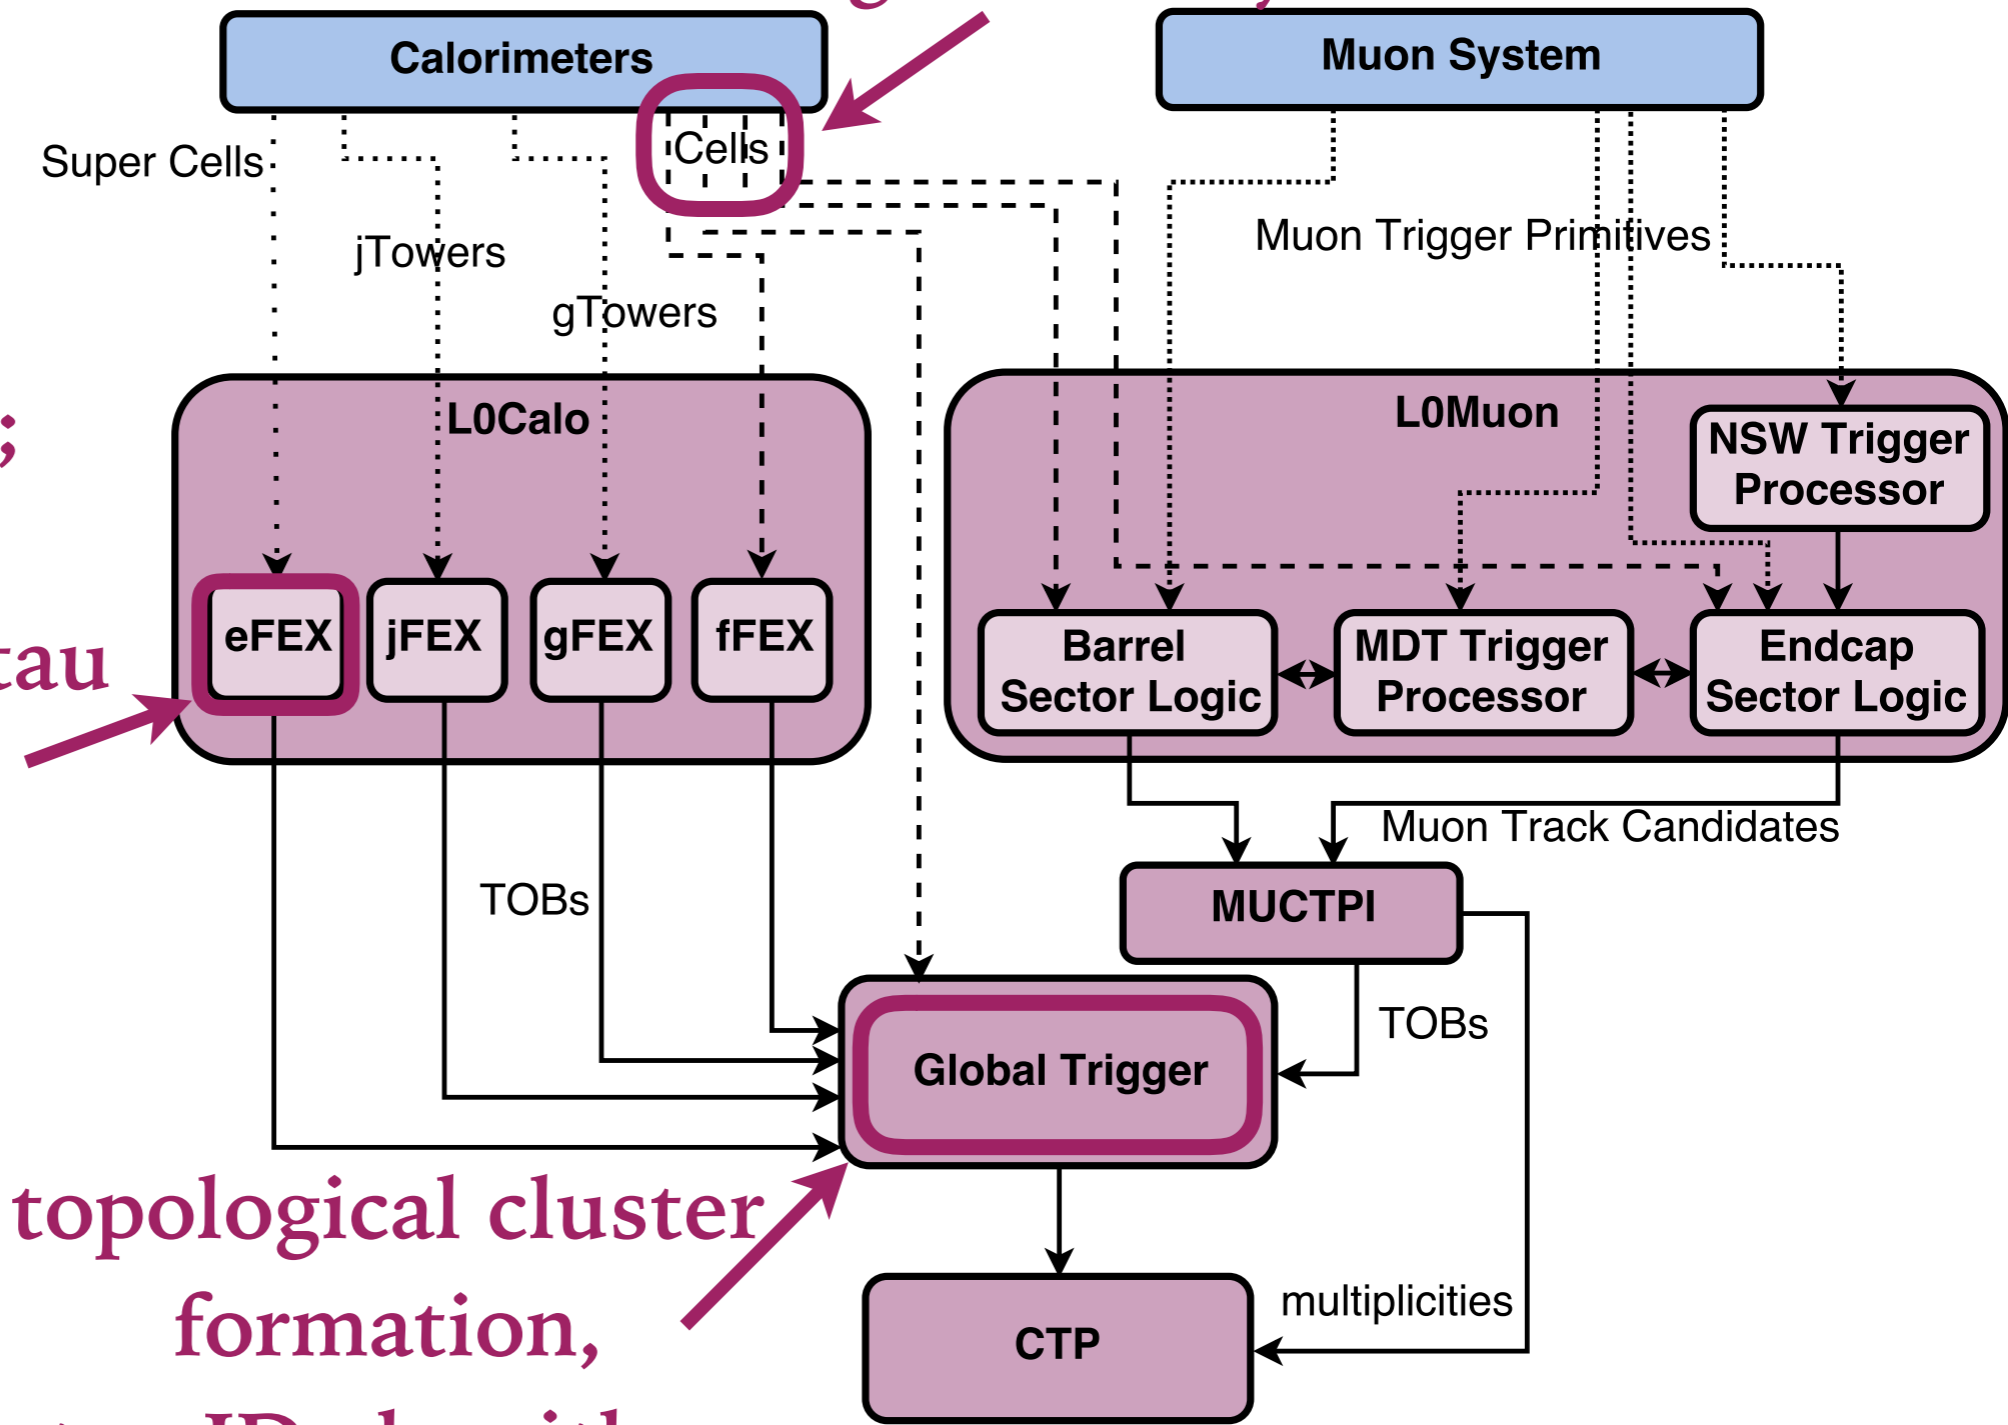 Calorimeters
Muon System
Cells
Super Cells
Muon Trigger Primitives
jTowers
gTowers
L0Calo
L0Muon
;
NSW Trigger
Processor
eFEX
jFEX
gFEX
fFEX
Barrel
Sector Logic
MDT Trigger
Processor
Endcap
Sector Logic
tau
Muon Track Candidates
TOBs
MUCTPI
TOBs
Global Trigger
topological cluster
formation,
multiplicities
CTP